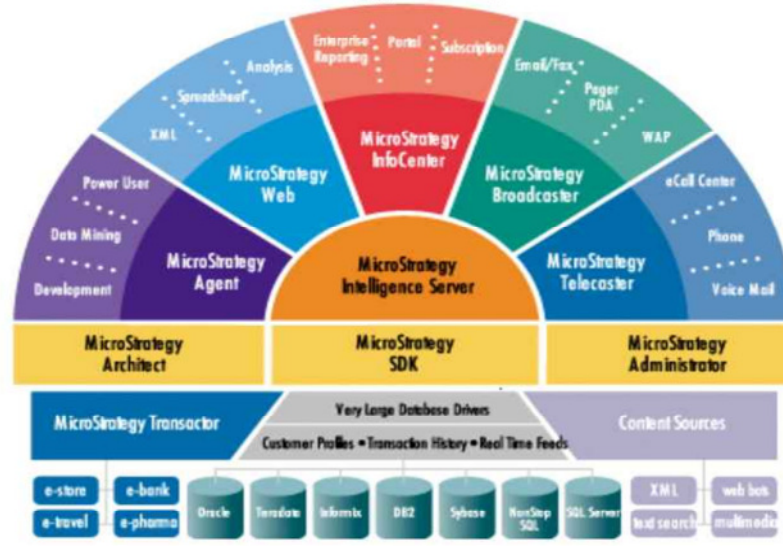 Enterprise
Reporting
Portal
Subscription
Analysis
Spreadsheet
XML
Email/Fax
Pager
PDA
WAP
MicroStrategy
InfoCenter
MicroStrategy
Web
MicroStrategy
Broadcaster
Power User
Data Mining
Development
eCall Center
Phone
Voice Mail
MicroStrategy
Agent
MicroStrategy
Intelligence Server
MicroStrategy
Telecaster
MicroStrategy
Architect
MicroStrategy
SDK
MicroStrategy
Administrator
MicroStrategy Transactor
Very Large Database Drivers
Customer Profiles • Transaction History • Real Time Feeds
Content Sources
e-store
e-bank
e-travel
e-pharma
Oracle
Teradata
Informix
DB2
Sybase
NonStop
SQL
SQL Server
XML
web bots
text search
multimedia